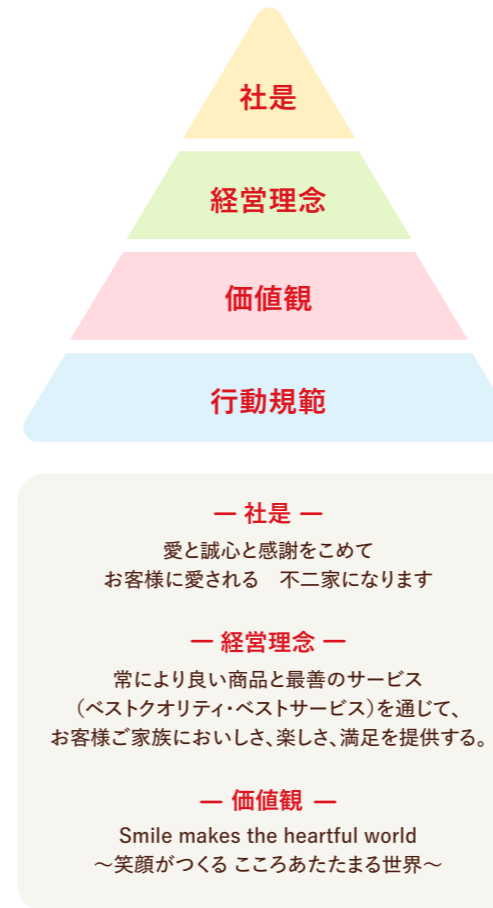 社是
経営理念
価値観
行動規範
― 社是 ―
愛と誠心と感謝をこめて
お客様に愛される　不二家になります
― 経営理念 ―
常により良い商品と最善のサービス
（ベストクオリティ・ベストサービス）を通じて、
お客様ご家族においしさ、楽しさ、満足を提供する。
― 価値観 ―
Smile makes the heartful world
～笑顔がつくる こころあたたまる世界～